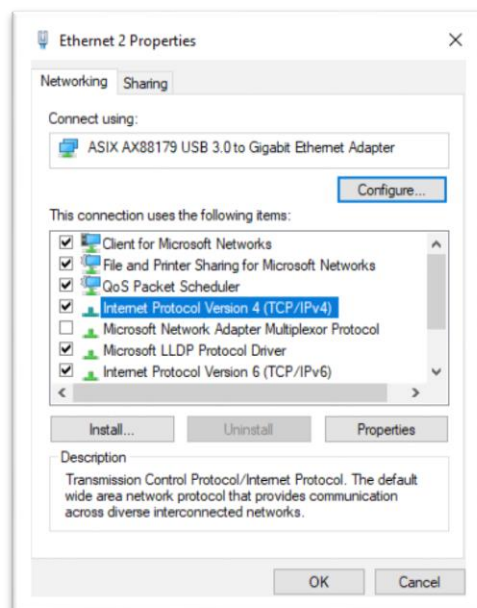 Ethernet 2 Properties
Networking
Sharing
Connect using:
ASIX AX88179 USB 3.0 to Gigabit Ethernet Adapter
Configure...
This connection uses the following items:
Client for Microsoft Networks
File and Printer Sharing for Microsoft Networks
QoS Packet Scheduler
Internet Protocol Version 4 (TCP/IPv4)
Microsoft Network Adapter Multiplexor Protocol
Microsoft LLDP Protocol Driver
Internet Protocol Version 6 (TCP/IPv6)
Install...
Uninstall
Properties
Description
Transmission Control Protocol/Internet Protocol. The default
wide area network protocol that provides communication
across diverse interconnected networks.
OK
Cancel